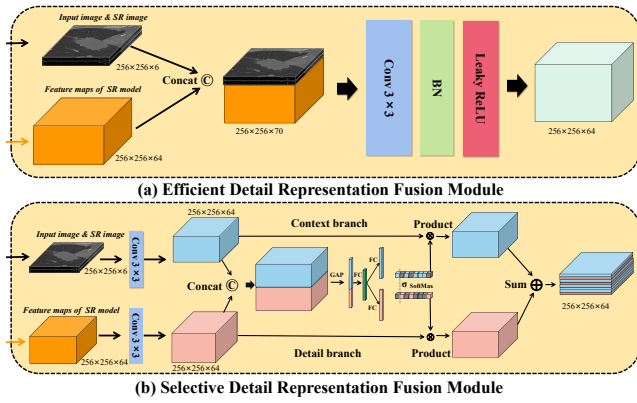 Input image & SR image
256×256×6
Concat ©
Feature maps of SR model
256×256×64
256×256×70
Conv 3 × 3
BN
Leaky ReLU
256×256×64
(a) Efficient Detail Representation Fusion Module
Input image & SR image
256×256×6
Conv 3 × 3
256×256×64
Context branch
Product
Concat ©
GAP
FC
FC
FC
σ SoftMax
Sum
256×256×64
Feature maps of SR model
256×256×64
Conv 3 × 3
256×256×64
Detail branch
Product
(b) Selective Detail Representation Fusion Module